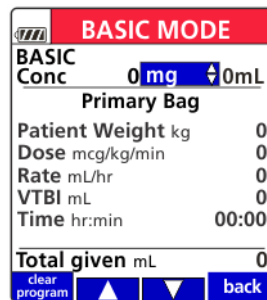 BASIC MODE
BASIC
Conc 0 mg 0mL
Primary Bag
Patient Weight kg 0
Dose mcg/kg/min 0
Rate mL/hr 0
VTBI mL 0
Time hr:min 00:00
Total given mL 0
clear program back